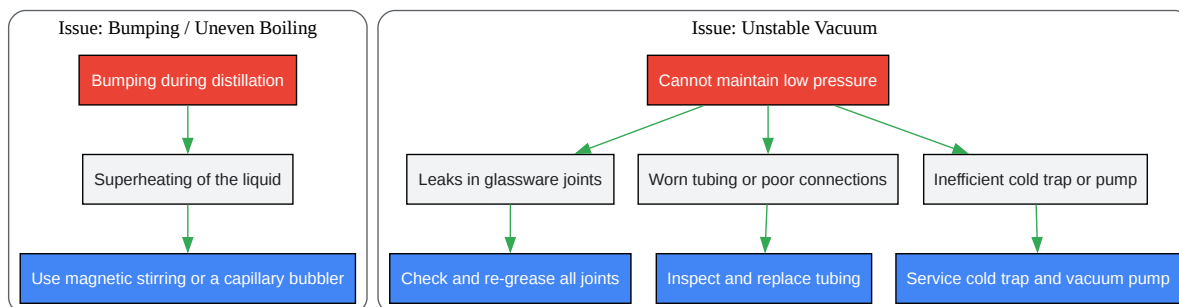 Issue: Bumping / Uneven Boiling
Bumping during distillation
Superheating of the liquid
Use magnetic stirring or a capillary bubbler
Issue: Unstable Vacuum
Cannot maintain low pressure
Leaks in glassware joints
Worn tubing or poor connections
Inefficient cold trap or pump
Check and re-grease all joints
Inspect and replace tubing
Service cold trap and vacuum pump